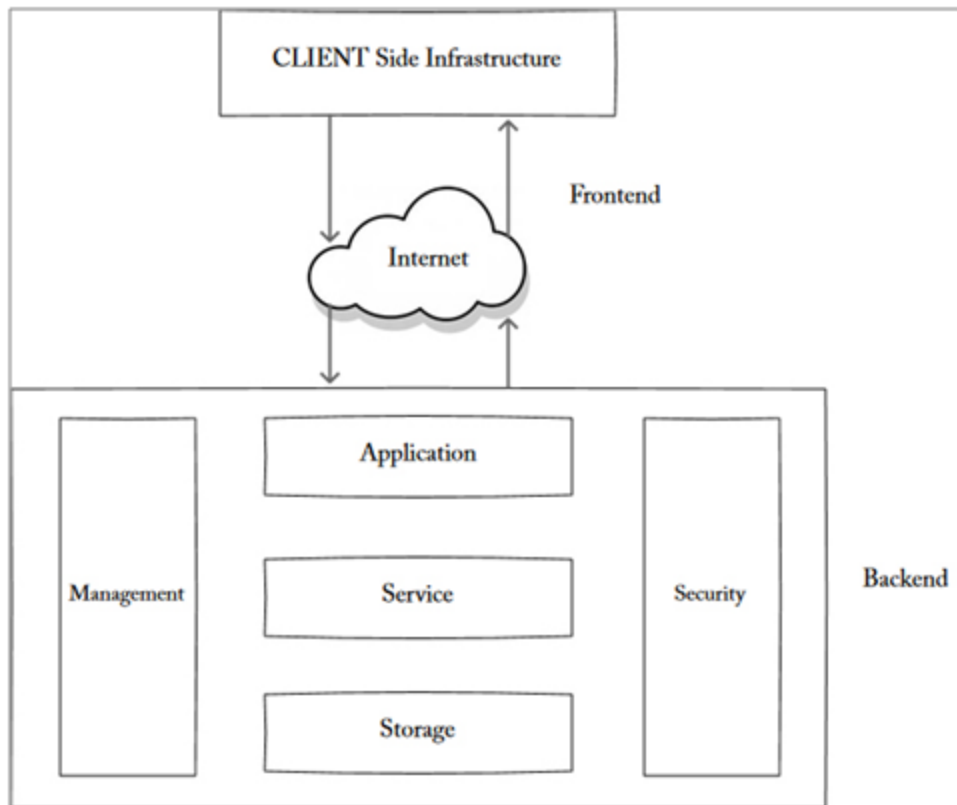 CLIENT Side Infrastructure
Frontend
Internet
Application
Management
Service
Security
Backend
Storage